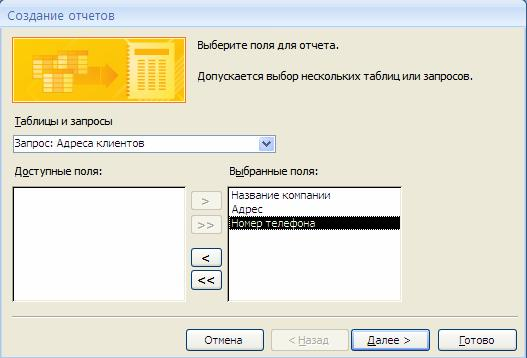 Создание отчетов
Выберите поля для отчета.
Допускается выбор нескольких таблиц или запросов.
Таблицы и запросы
Запрос: Адреса клиентов
Доступные поля:
Выбранные поля:
>
>>
<
<<
Название компании
Адрес
Номер телефона
Отмена
< Назад
Далее >
Готово